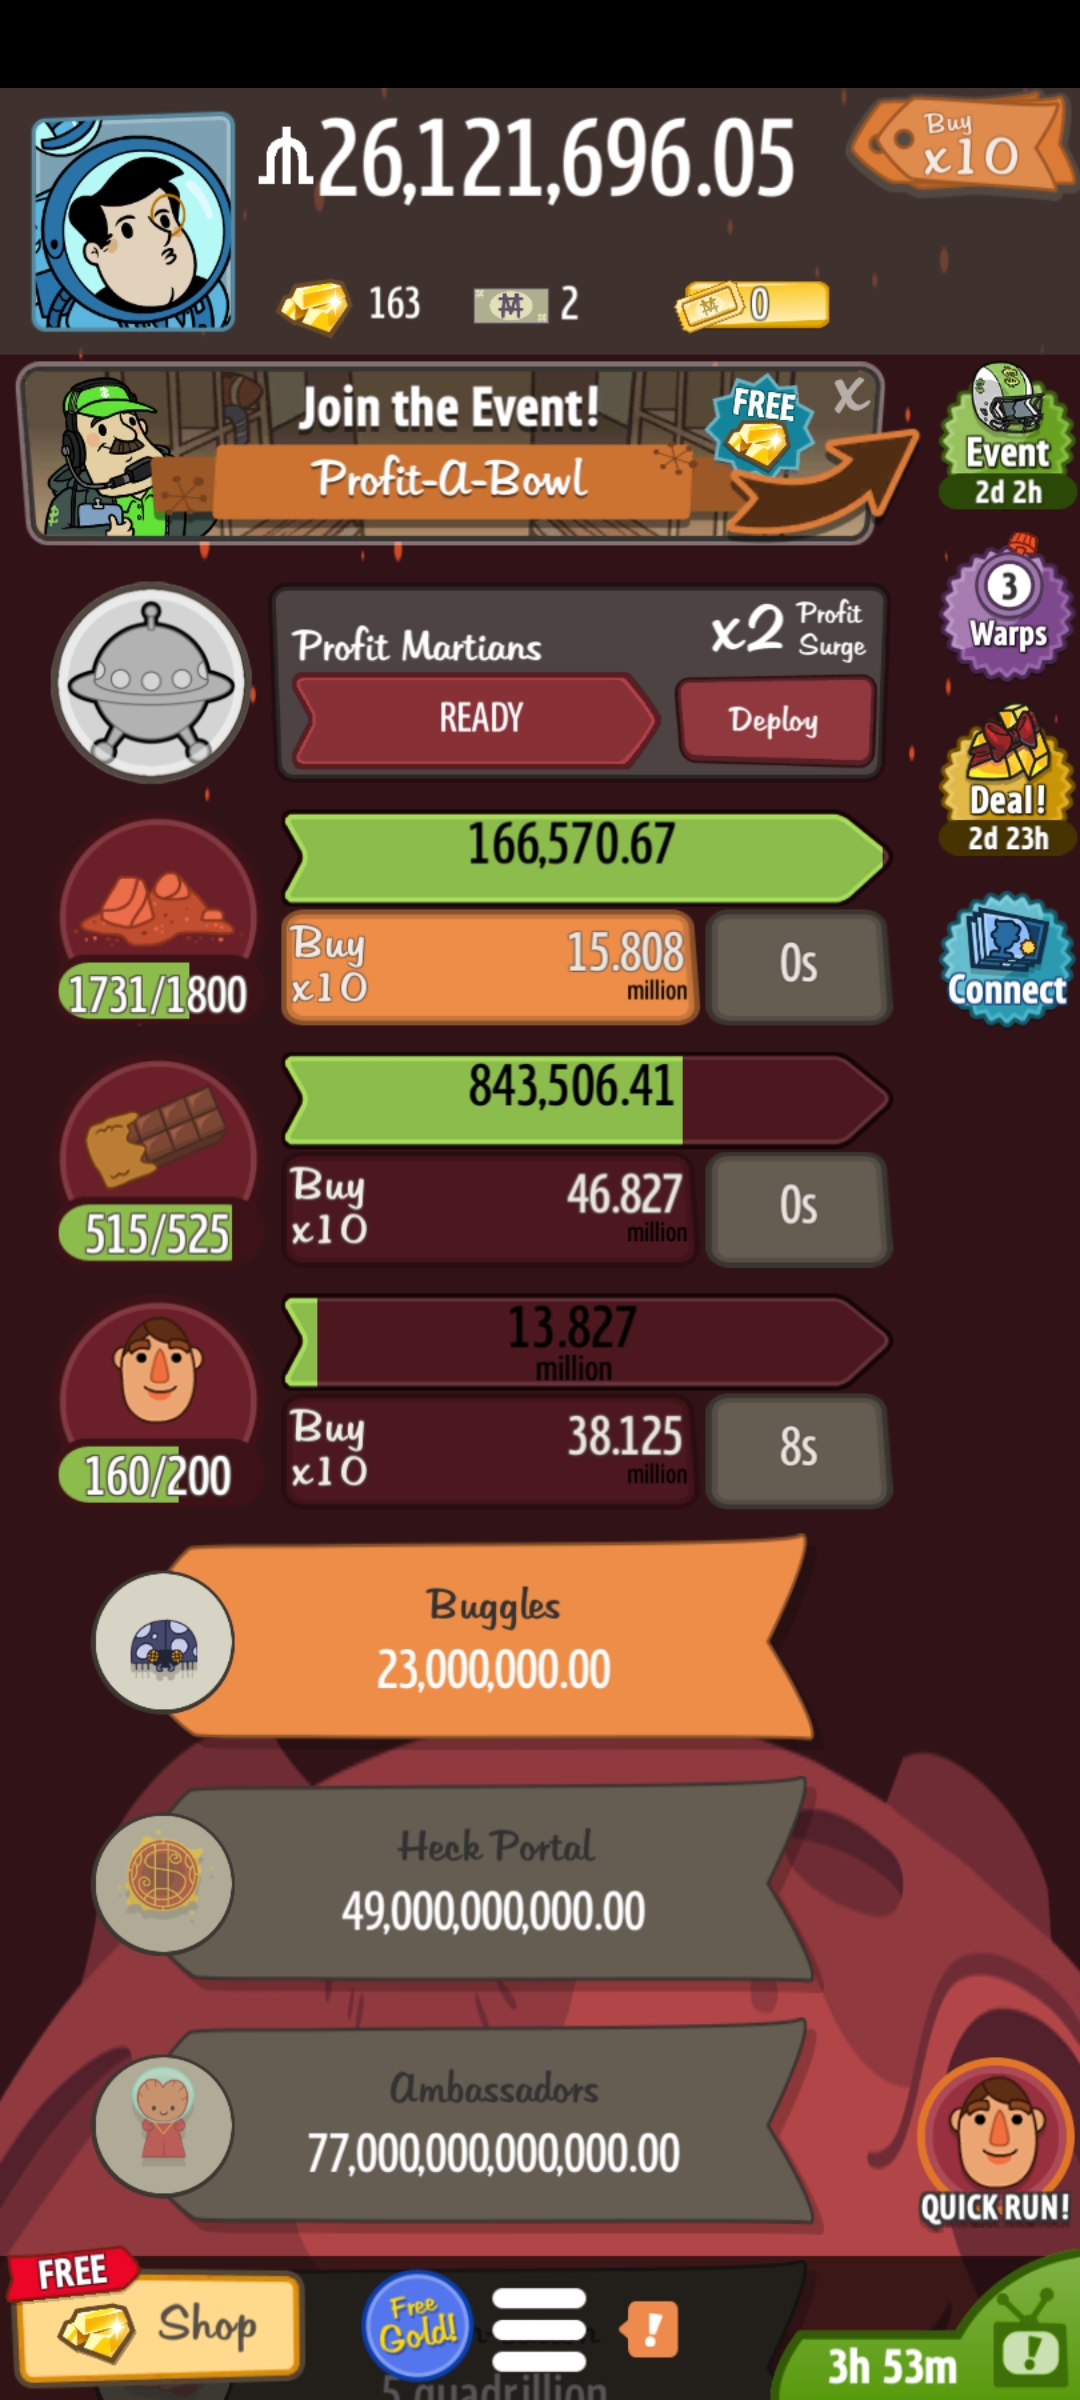 ₥26,121,696.05
Buy
x10
163
2
0
Join the Event!
FREE
X
Profit-A-Bowl
Event
2d 2h
3
Warps
Profit Martians
x2 Profit Surge
READY
Deploy
Deal!
2d 23h
166,570.67
Buy x10
15.808 million
0s
1731/1800
Connect
843,506.41
Buy x10
46.827 million
0s
515/525
13.827
million
Buy x10
38.125 million
8s
160/200
Buggles
23,000,000.00
Heck Portal
49,000,000,000.00
Ambassadors
77,000,000,000,000.00
QUICK RUN!
FREE
Shop
Free
Gold!
!
3h 53m
!
5 quadrillion